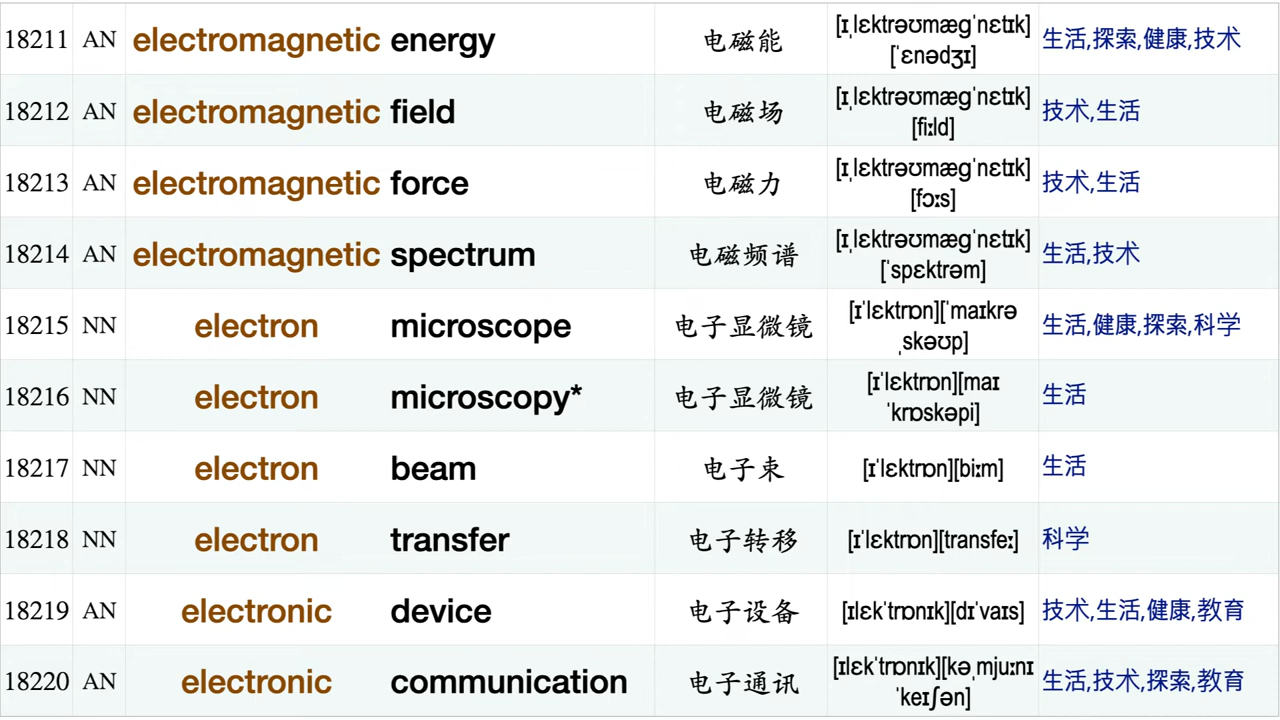 18211 AN electromagnetic energy 电磁能 [ɪˌlɛktrəʊmægˈnɛtɪk] [ˈɛnədʒɪ] 生活,探索,健康,技术
18212 AN electromagnetic field 电磁场 [ɪˌlɛktrəʊmægˈnɛtɪk] [fiːld] 技术,生活
18213 AN electromagnetic force 电磁力 [ɪˌlɛktrəʊmægˈnɛtɪk] [fɔːs] 技术,生活
18214 AN electromagnetic spectrum 电磁频谱 [ɪˌlɛktrəʊmægˈnɛtɪk] [ˈspɛktrəm] 生活,技术
18215 NN electron microscope 电子显微镜 [ɪˈlɛktrɒn][ˈmaɪkrə ˌskəʊp] 生活,健康,探索,科学
18216 NN electron microscopy* 电子显微镜 [ɪˈlɛktrɒn][maɪ ˈkrɒskəpi] 生活
18217 NN electron beam 电子束 [ɪˈlɛktrɒn][biːm] 生活
18218 NN electron transfer 电子转移 [ɪˈlɛktrɒn][transfeː] 科学
18219 AN electronic device 电子设备 [ɪlɛkˈtrɒnɪk][dɪˈvaɪs] 技术,生活,健康,教育
18220 AN electronic communication 电子通讯 [ɪlɛkˈtrɒnɪk][kəˌmjuːnɪ ˈkeɪʃən] 生活,技术,探索,教育